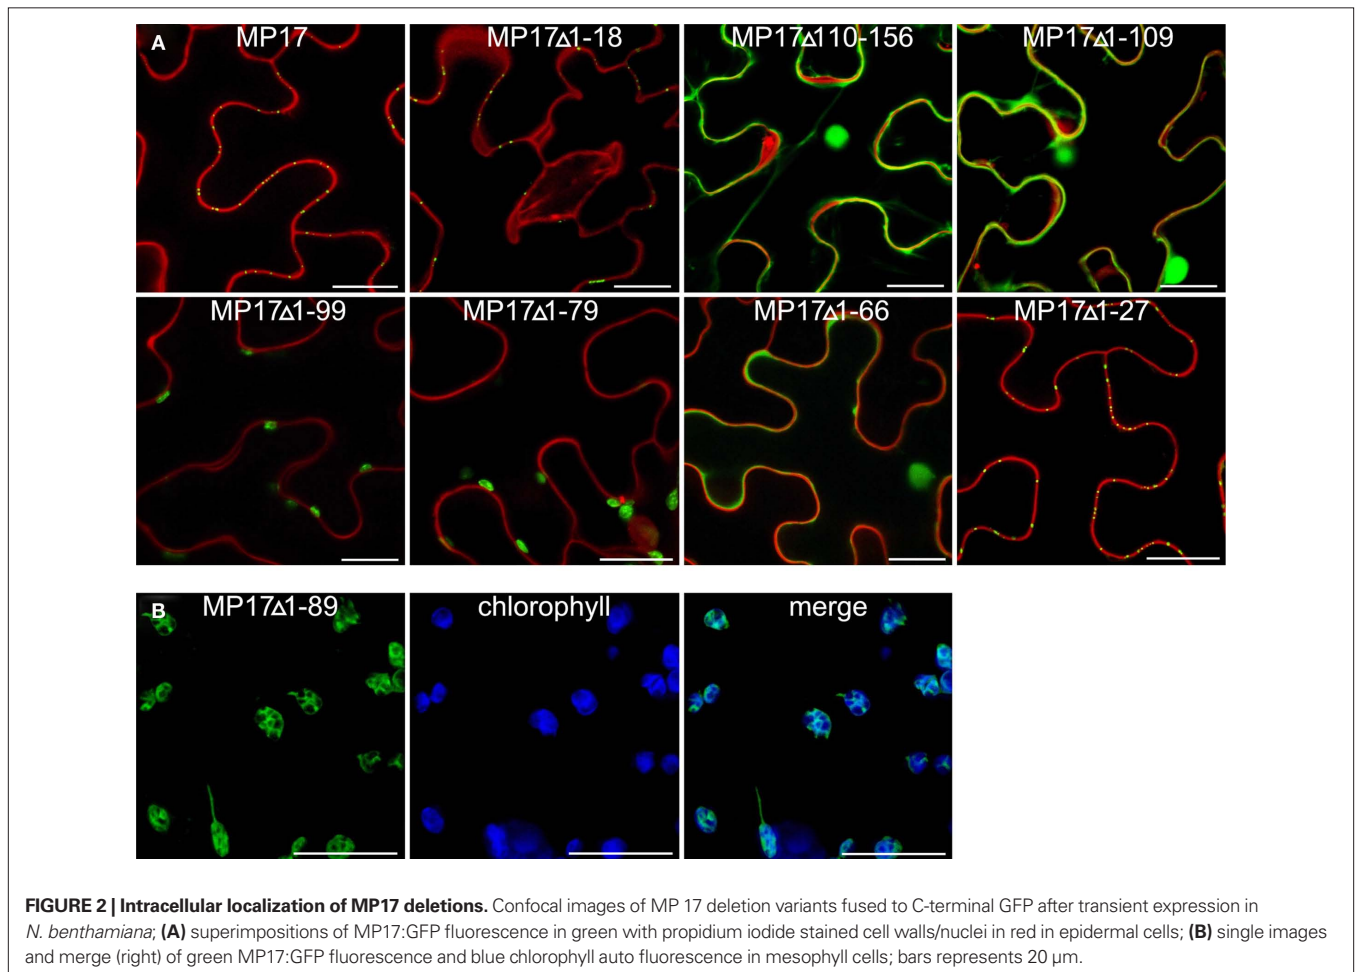 A MP17 MP17Δ1-18 MP17Δ110-156 MP17Δ1-109
MP17Δ1-99 MP17Δ1-79 MP17Δ1-66 MP17Δ1-27
B MP17Δ1-89 chlorophyll merge
FIGURE 2 | Intracellular localization of MP17 deletions. Confocal images of MP 17 deletion variants fused to C-terminal GFP after transient expression in
N. benthamiana; (A) superimpositions of MP17:GFP fluorescence in green with propidium iodide stained cell walls/nuclei in red in epidermal cells; (B) single images
and merge (right) of green MP17:GFP fluorescence and blue chlorophyll auto fluorescence in mesophyll cells; bars represents 20 μm.